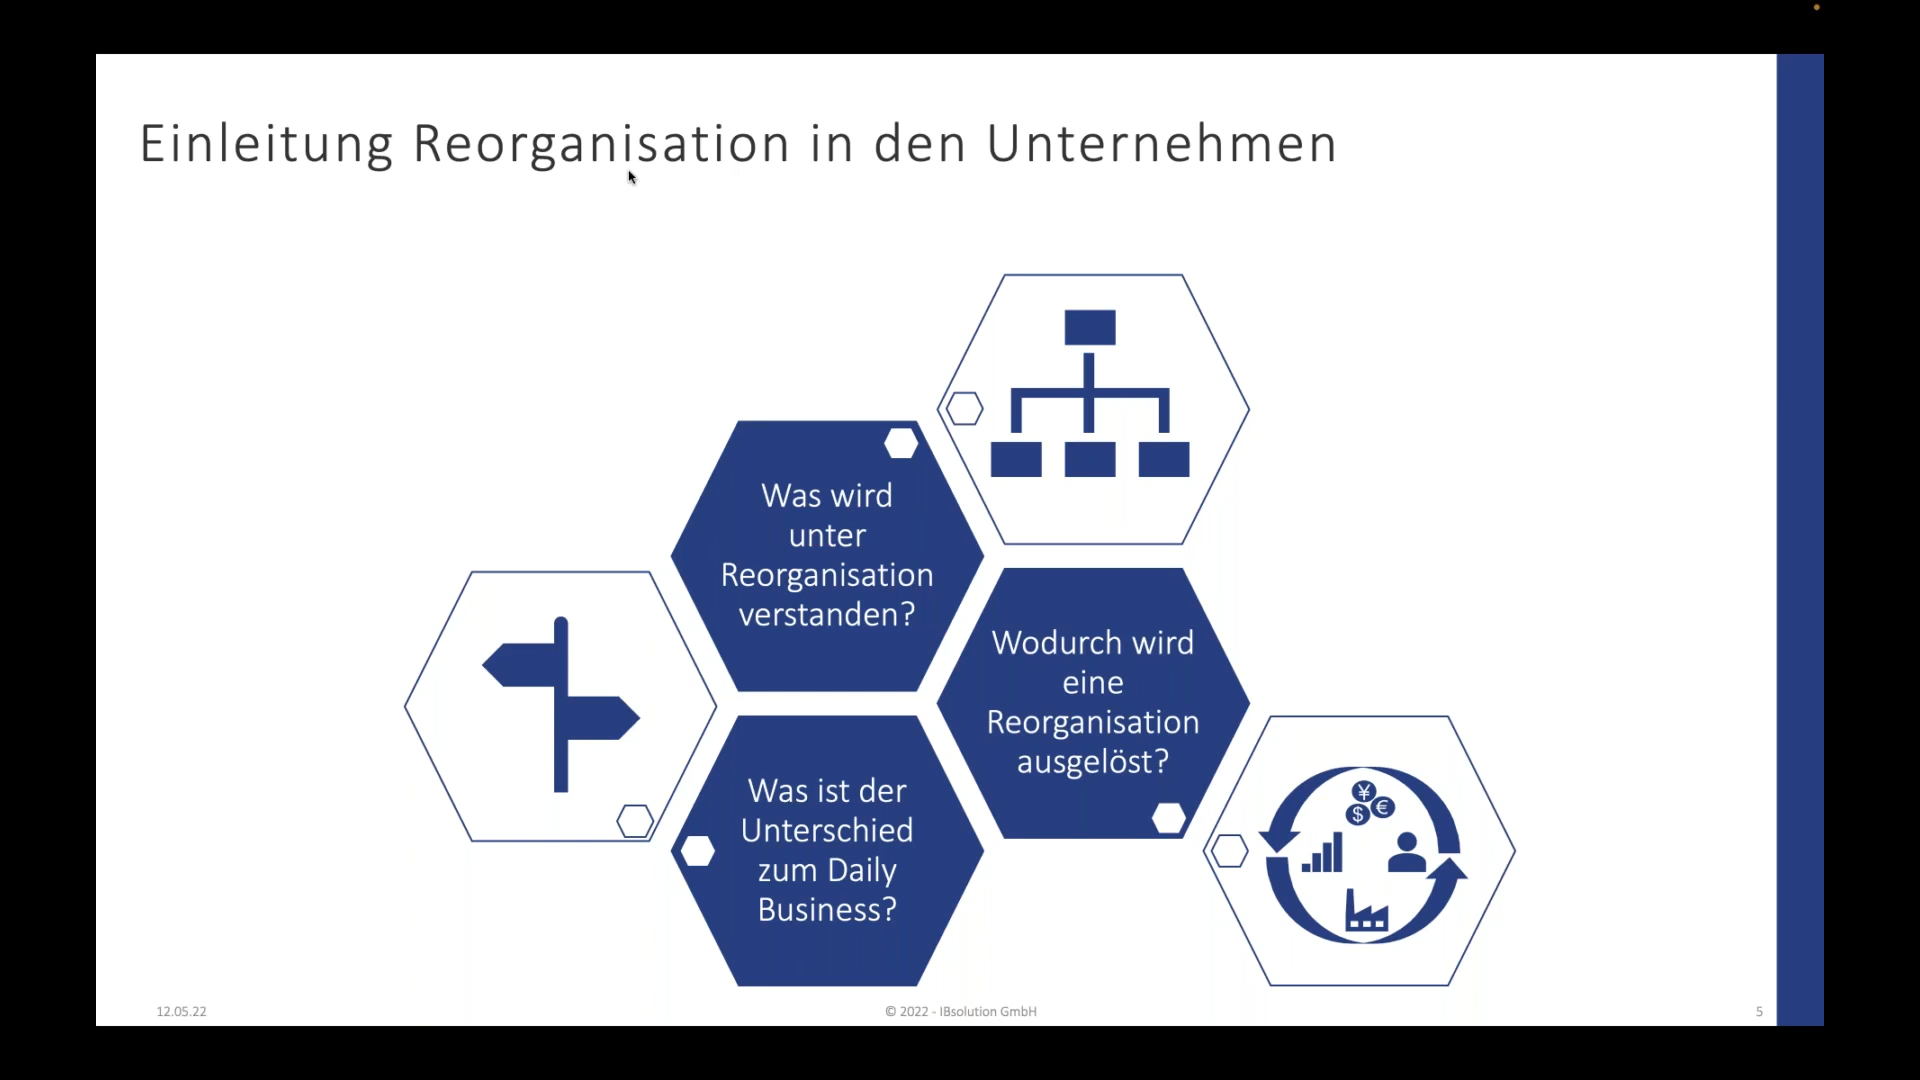 Einleitung Reorganisation in den Unternehmen
Was wird
unter
Reorganisation
verstanden?
Wodurch wird
eine
Reorganisation
ausgelöst?
Was ist der
Unterschied
zum Daily
Business?
¥
$ €
12.05.22
© 2022 - IBsolution GmbH
5